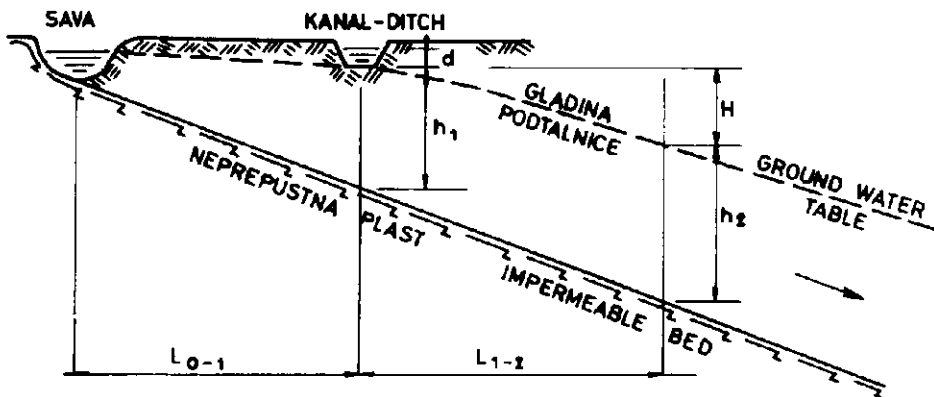 SAVA
KANAL-DITCH
d
H
h1
h2
GLADINA
PODTALNICE
GROUND WATER
TABLE
NEPREPUSTNA PLAST
IMPERMEABLE BED
L0-1
L1-2